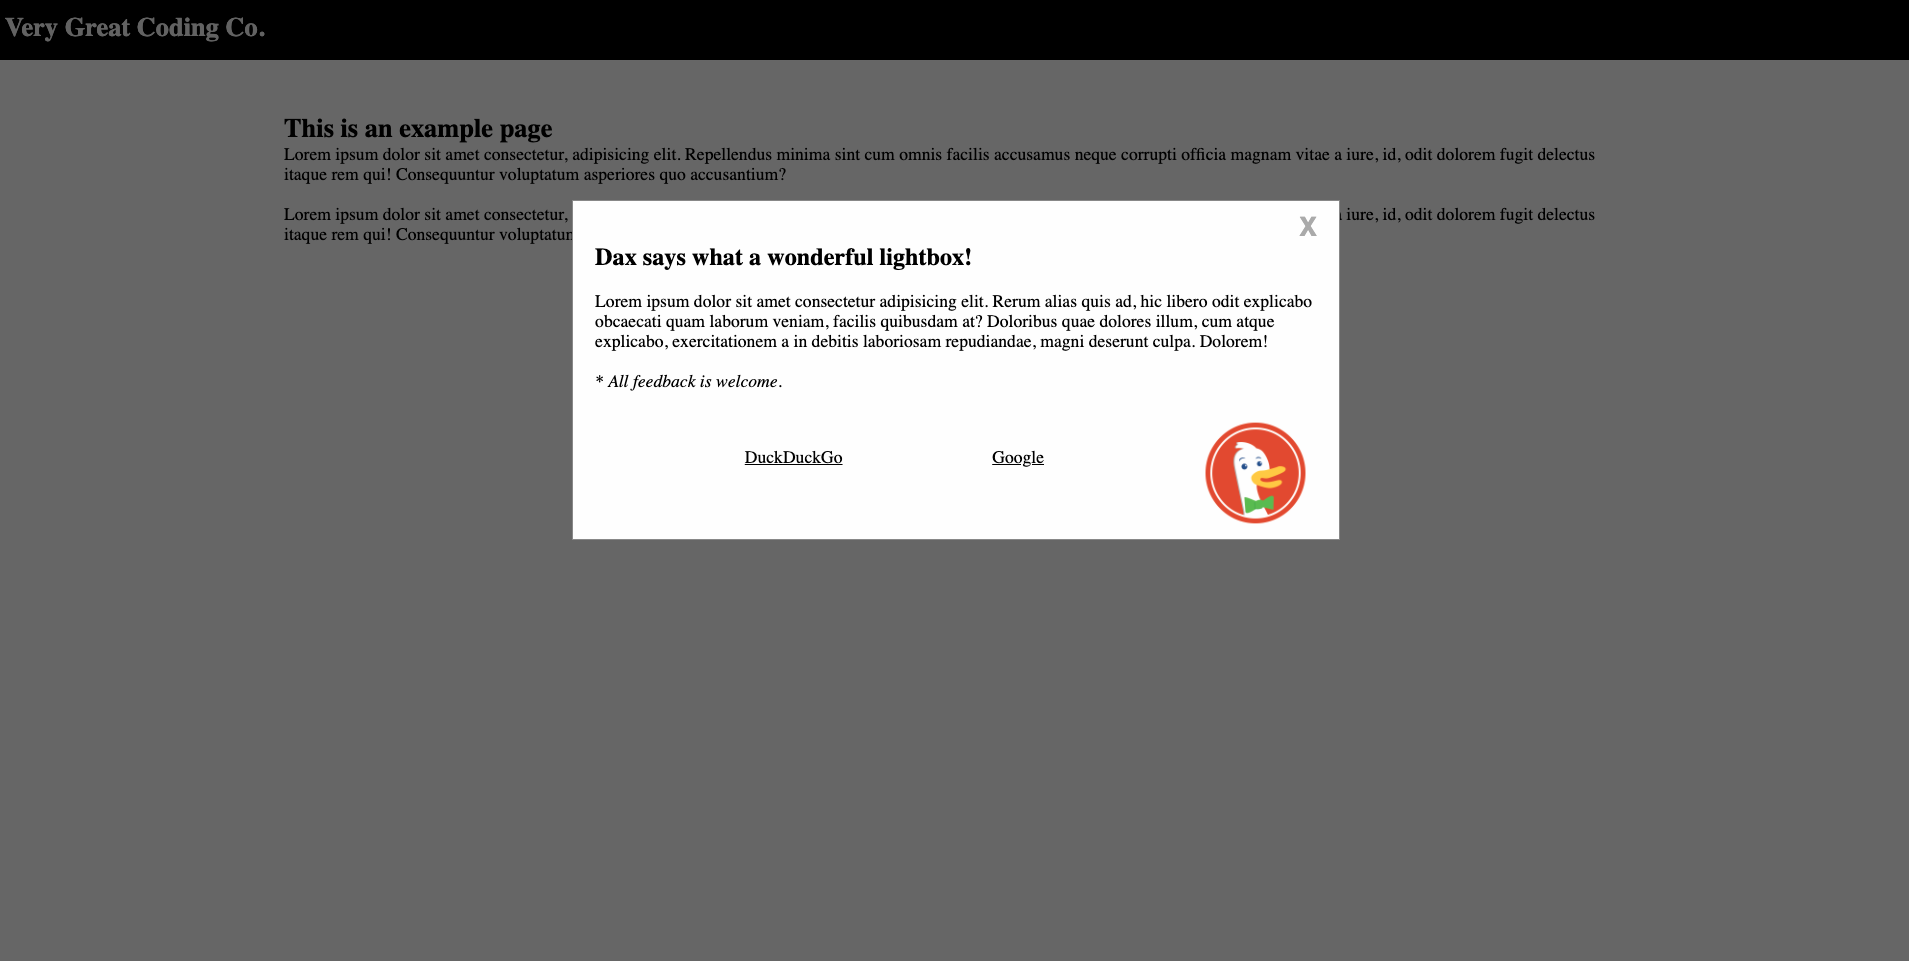 Very Great Coding Co.
This is an example page
Lorem ipsum dolor sit amet consectetur, adipisicing elit. Repellendus minima sint cum omnis facilis accusamus neque corrupti officia magnam vitae a iure, id, odit dolorem fugit delectus
itaque rem qui! Consequuntur voluptatum asperiores quo accusantium?
Lorem ipsum dolor sit amet consectetur, iure, id, odit dolorem fugit delectus
itaque rem qui! Consequuntur
X
Dax says what a wonderful lightbox!
Lorem ipsum dolor sit amet consectetur adipisicing elit. Rerum alias quis ad, hic libero odit explicabo
obcaecati quam laborum veniam, facilis quibusdam at? Doloribus quae dolores illum, cum atque
explicabo, exercitationem a in debitis laboriosam repudiandae, magni deserunt culpa. Dolorem!
* All feedback is welcome.
DuckDuckGo Google